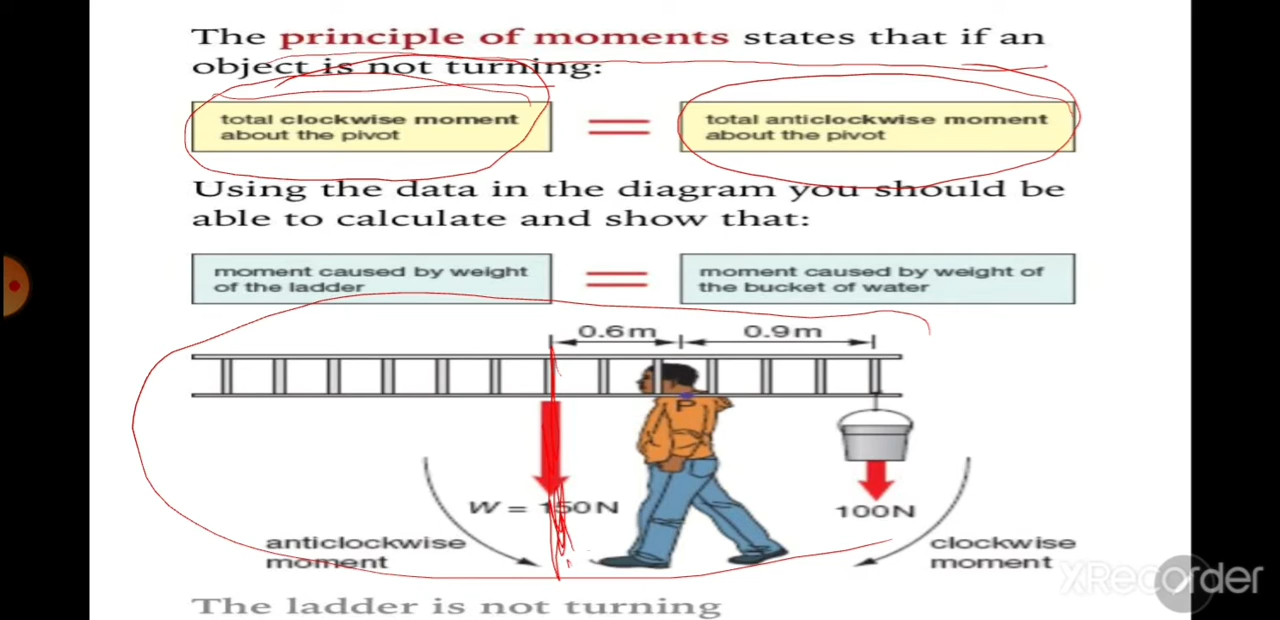 The principle of moments states that if an
object is not turning:
total clockwise moment
about the pivot
=
total anticlockwise moment
about the pivot
Using the data in the diagram you should be
able to calculate and show that:
moment caused by weight
of the ladder
=
moment caused by weight of
the bucket of water
0.6m
0.9m
P
W = 150N
100N
anticlockwise
moment
clockwise
moment
The ladder is not turning
XRecorder